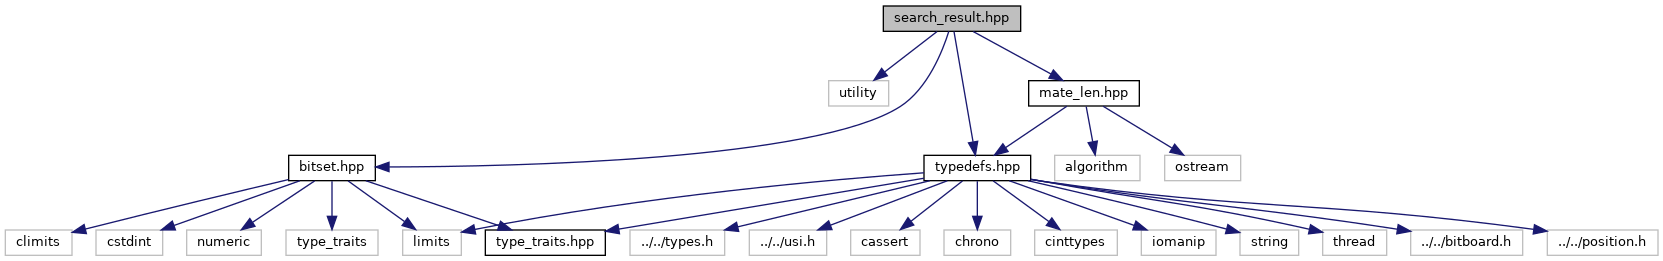 search_result.hpp
utility
mate_len.hpp
bitset.hpp
typedefs.hpp
algorithm
ostream
climits
cstdint
numeric
type_traits
limits
type_traits.hpp
../../types.h
../../usi.h
cassert
chrono
cinttypes
iomanip
string
thread
../../bitboard.h
../../position.h